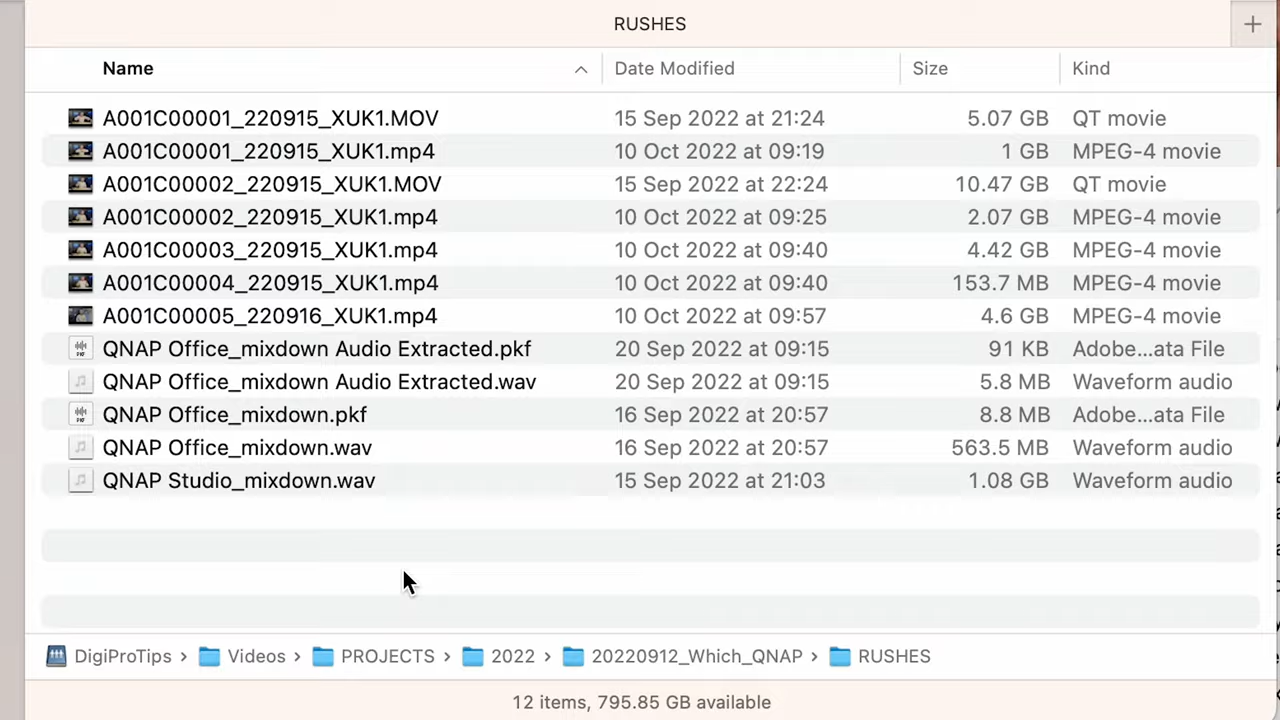 RUSHES
Name Date Modified Size Kind
A001C00001_220915_XUK1.MOV 15 Sep 2022 at 21:24 5.07 GB QT movie
A001C00001_220915_XUK1.mp4 10 Oct 2022 at 09:19 1 GB MPEG-4 movie
A001C00002_220915_XUK1.MOV 15 Sep 2022 at 22:24 10.47 GB QT movie
A001C00002_220915_XUK1.mp4 10 Oct 2022 at 09:25 2.07 GB MPEG-4 movie
A001C00003_220915_XUK1.mp4 10 Oct 2022 at 09:40 4.42 GB MPEG-4 movie
A001C00004_220915_XUK1.mp4 10 Oct 2022 at 09:40 153.7 MB MPEG-4 movie
A001C00005_220916_XUK1.mp4 10 Oct 2022 at 09:57 4.6 GB MPEG-4 movie
QNAP Office_mixdown Audio Extracted.pkf 20 Sep 2022 at 09:15 91 KB Adobe...ata File
QNAP Office_mixdown Audio Extracted.wav 20 Sep 2022 at 09:15 5.8 MB Waveform audio
QNAP Office_mixdown.pkf 16 Sep 2022 at 20:57 8.8 MB Adobe...ata File
QNAP Office_mixdown.wav 16 Sep 2022 at 20:57 563.5 MB Waveform audio
QNAP Studio_mixdown.wav 15 Sep 2022 at 21:03 1.08 GB Waveform audio
DigiProTips › Videos › PROJECTS › 2022 › 20220912_Which_QNAP › RUSHES
12 items, 795.85 GB available